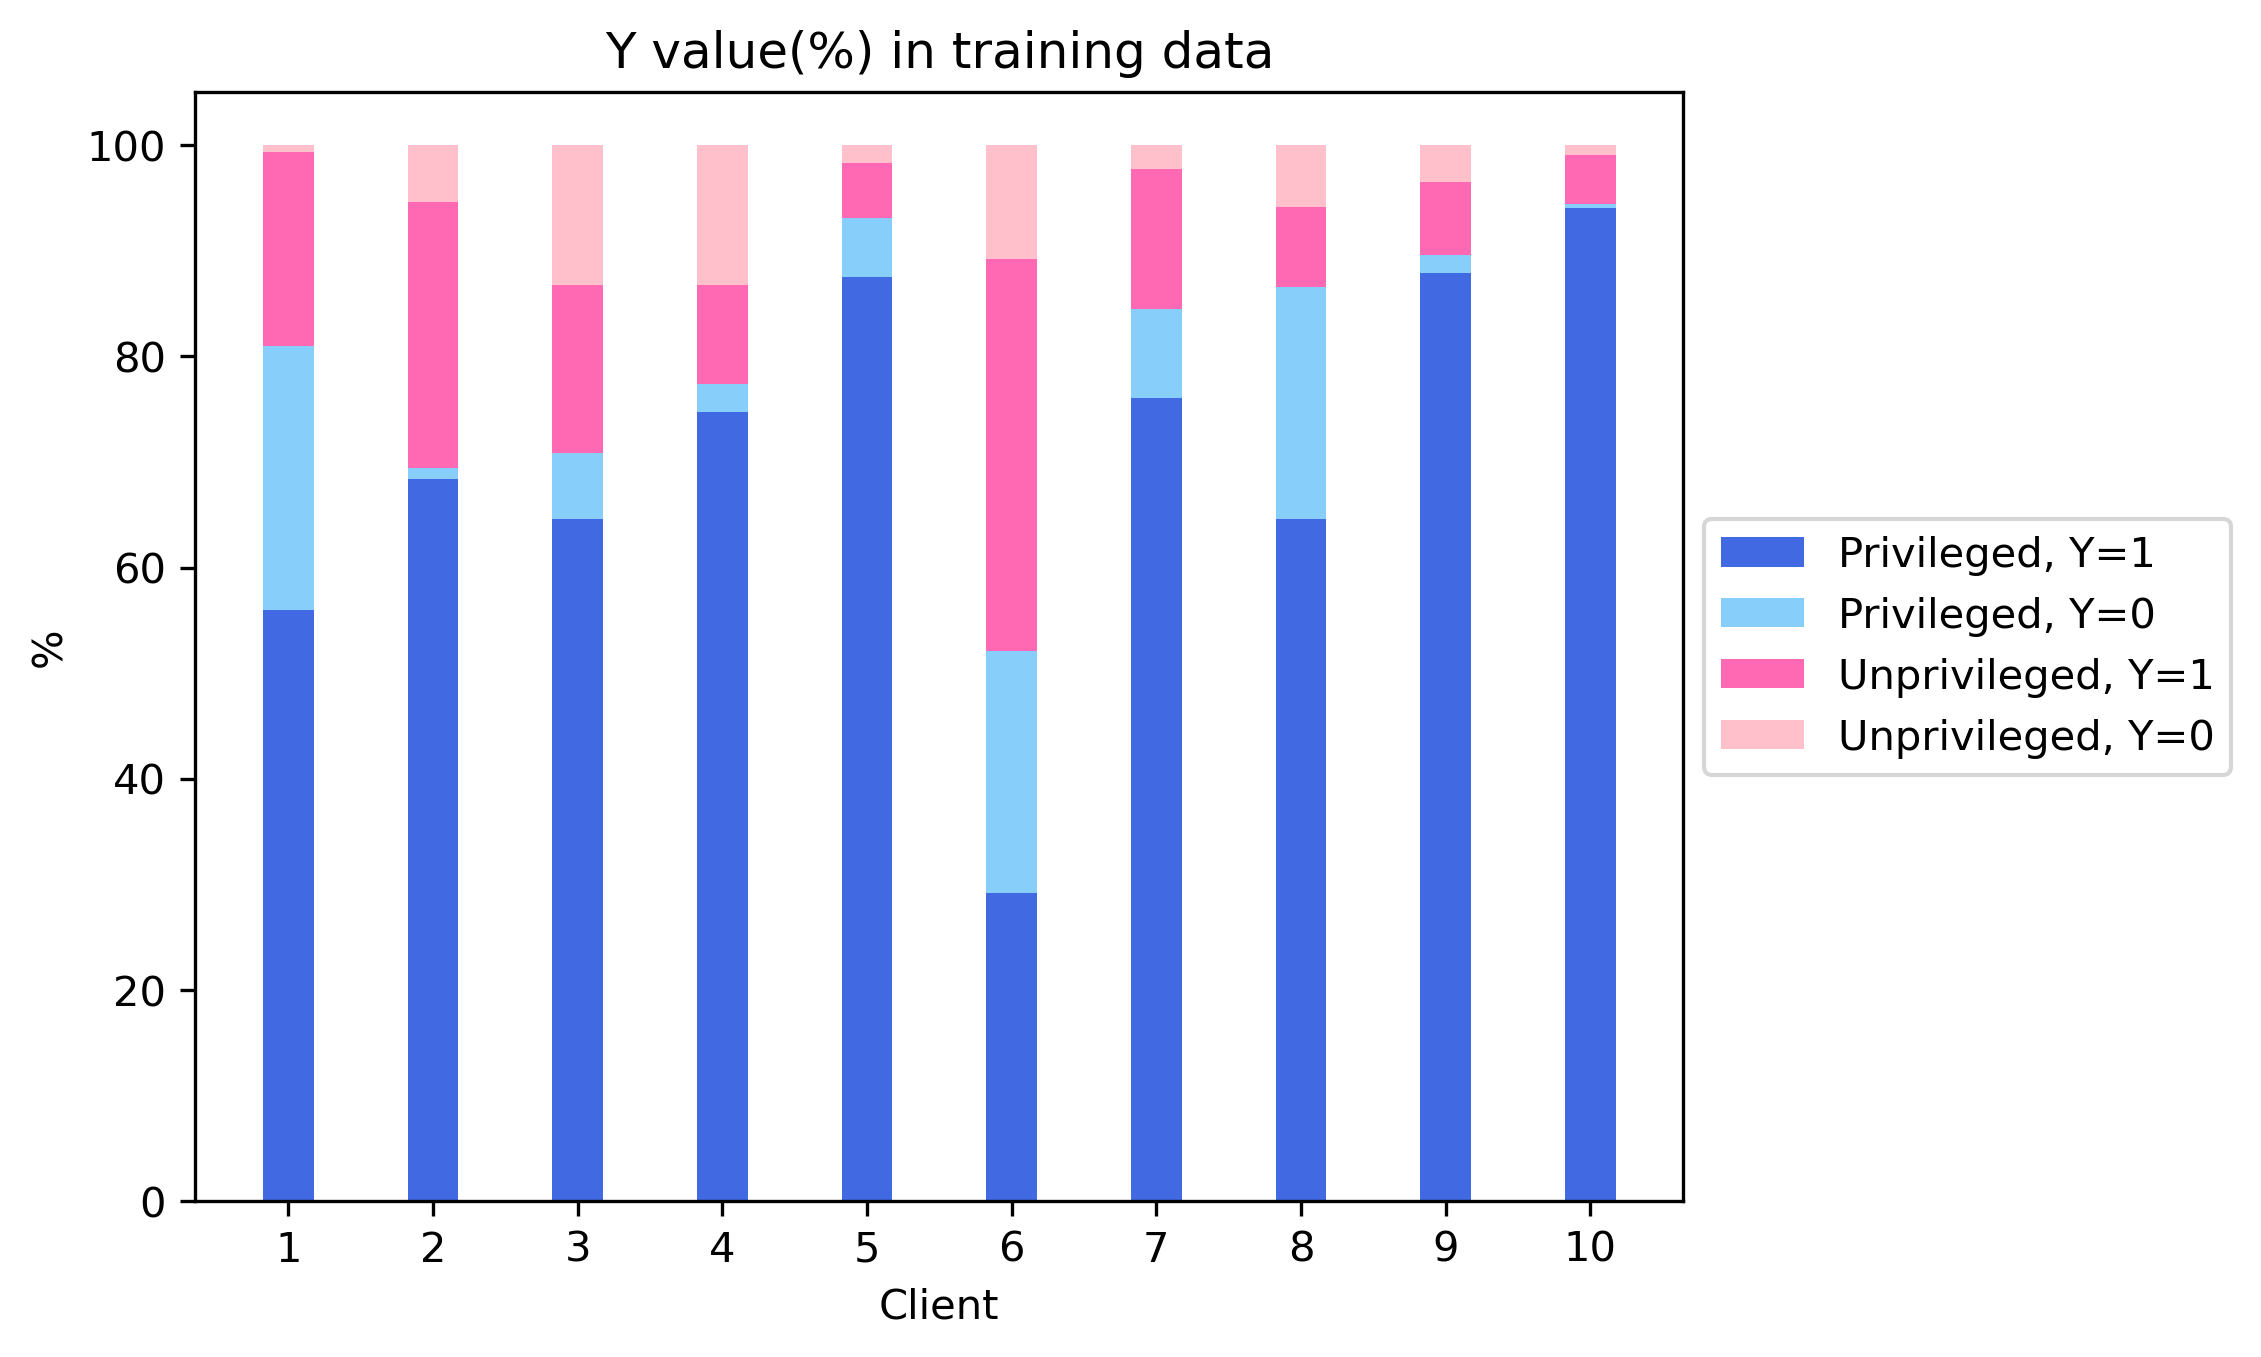 Y value(%) in training data
100
80
60
40
20
0
%
1 2 3 4 5 6 7 8 9 10
Client
Privileged, Y=1
Privileged, Y=0
Unprivileged, Y=1
Unprivileged, Y=0